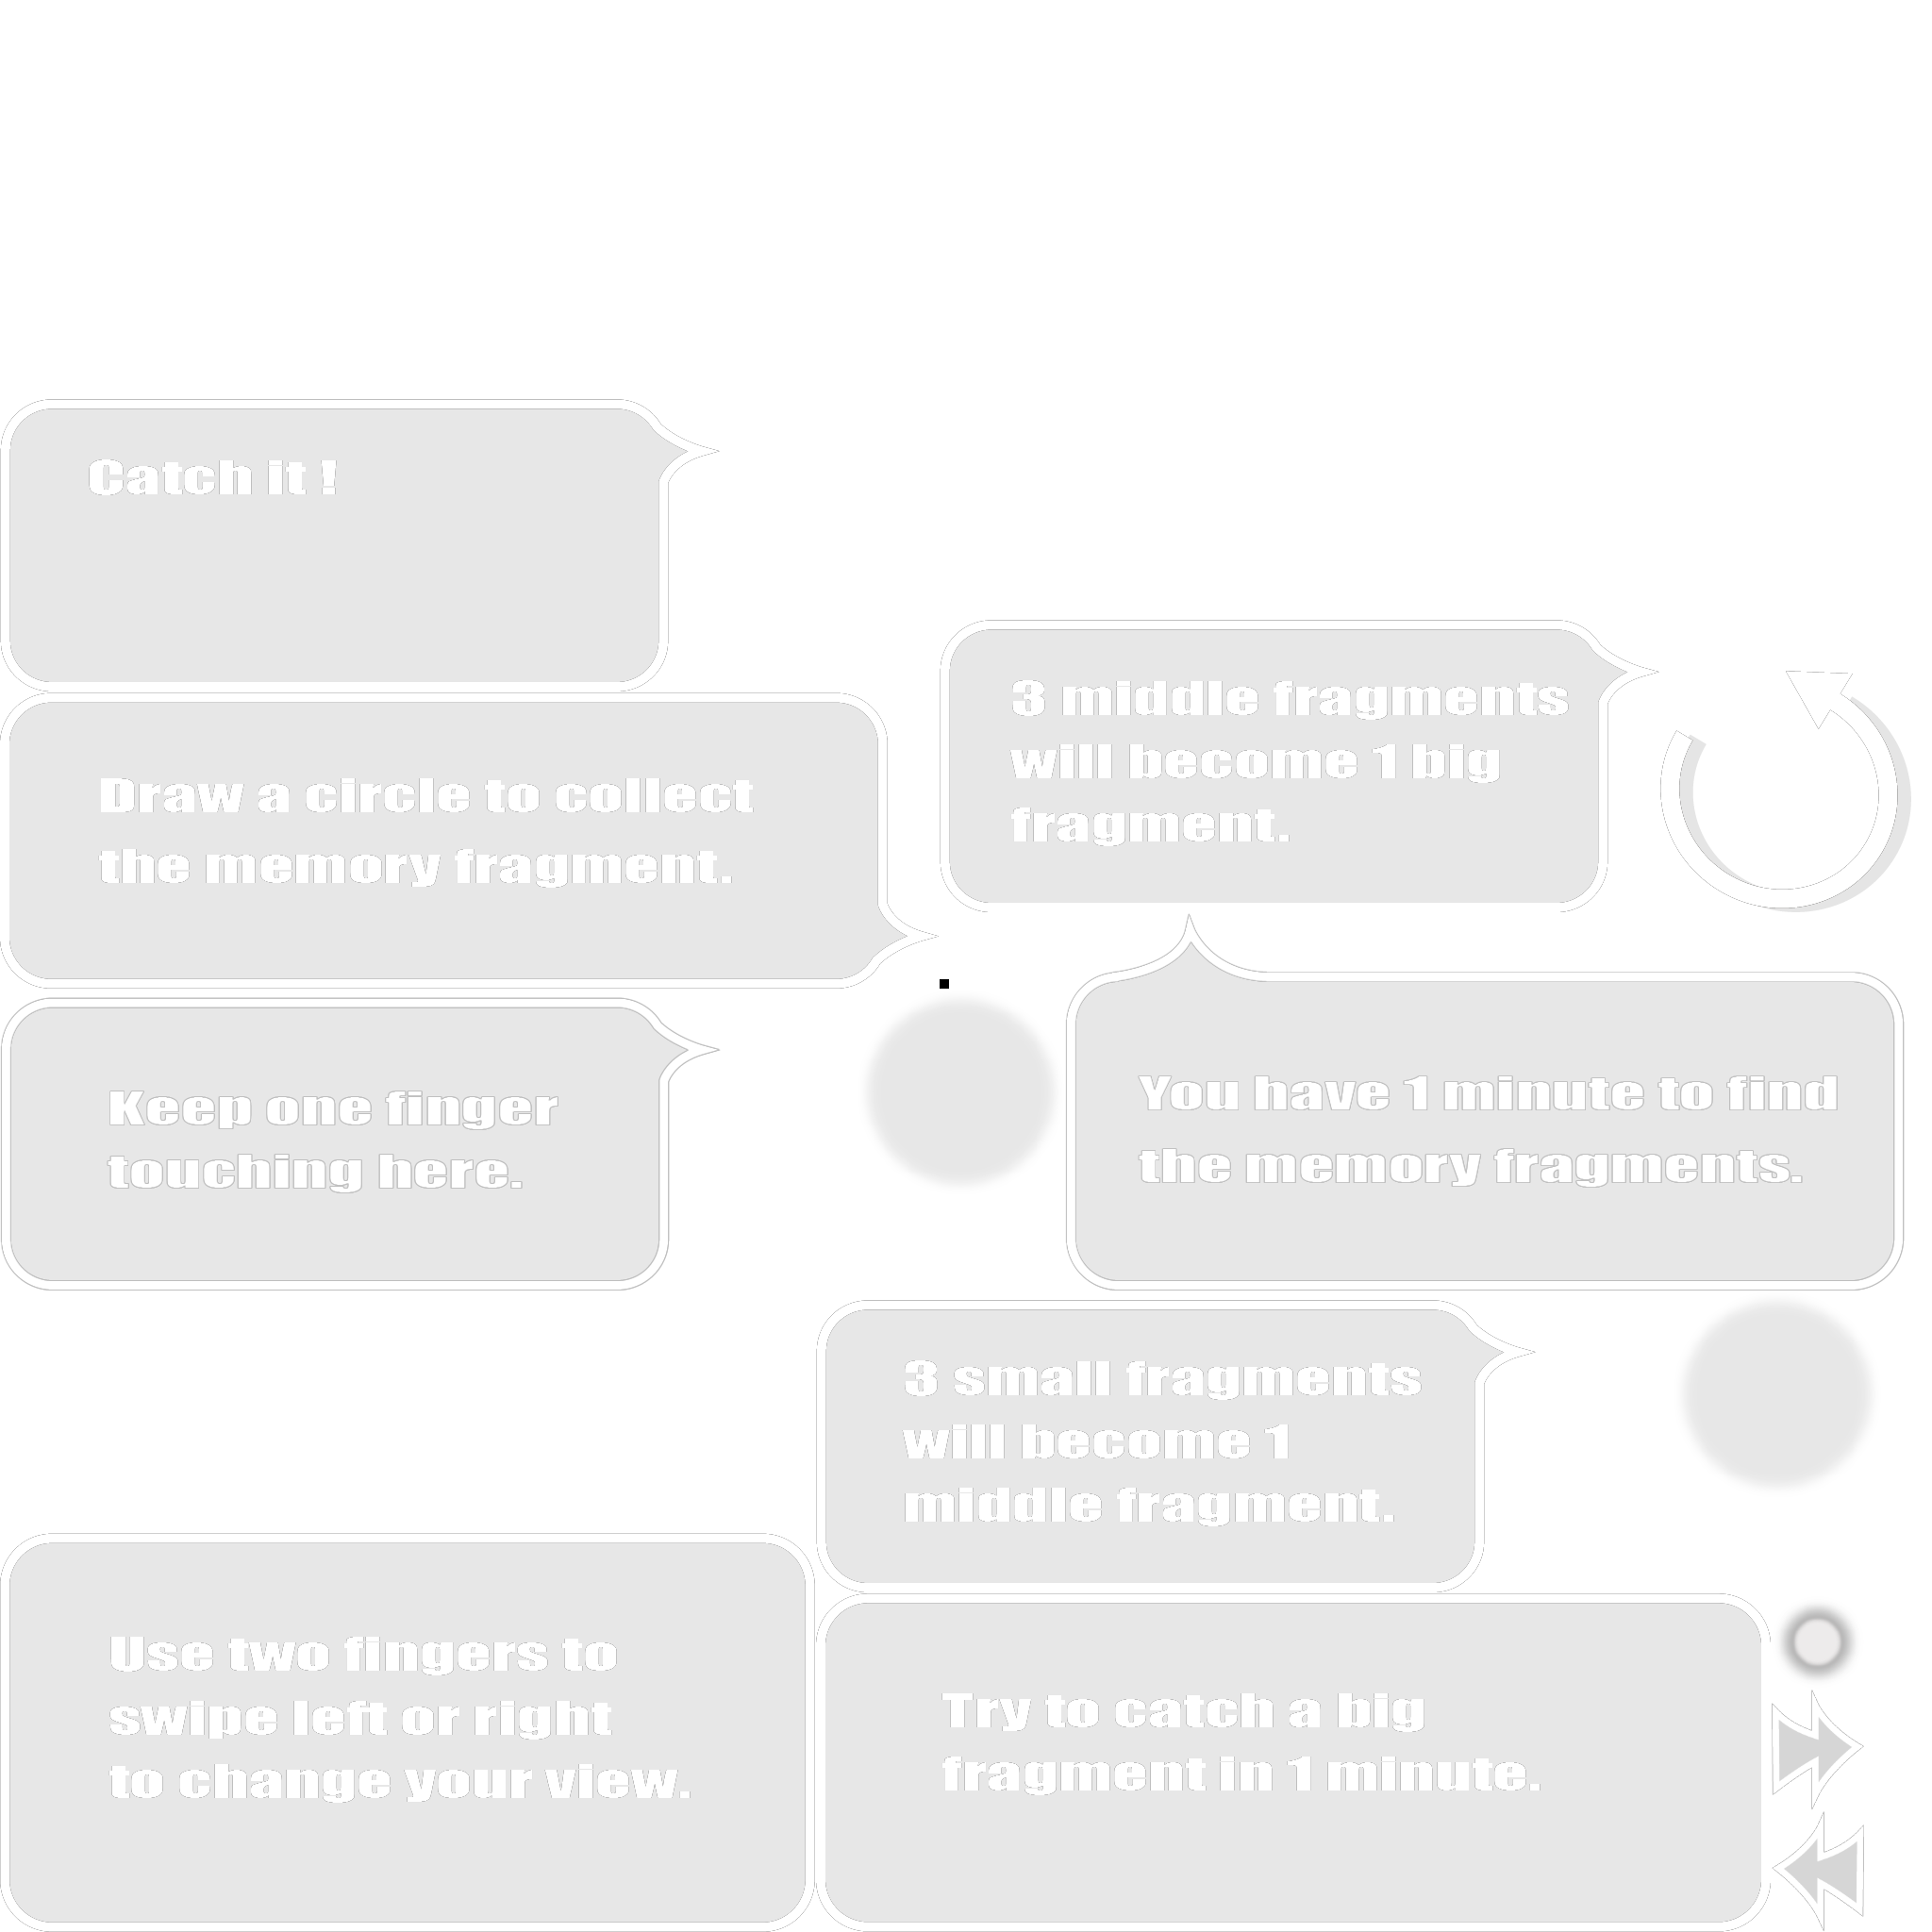 Catch it !
3 middle fragments
will become 1 big
fragment.
Draw a circle to collect
the memory fragment.
Keep one finger
touching here.
You have 1 minute to find
the memory fragments.
3 small fragments
will become 1
middle fragment.
Use two fingers to
swipe left or right
to change your view.
Try to catch a big
fragment in 1 minute.